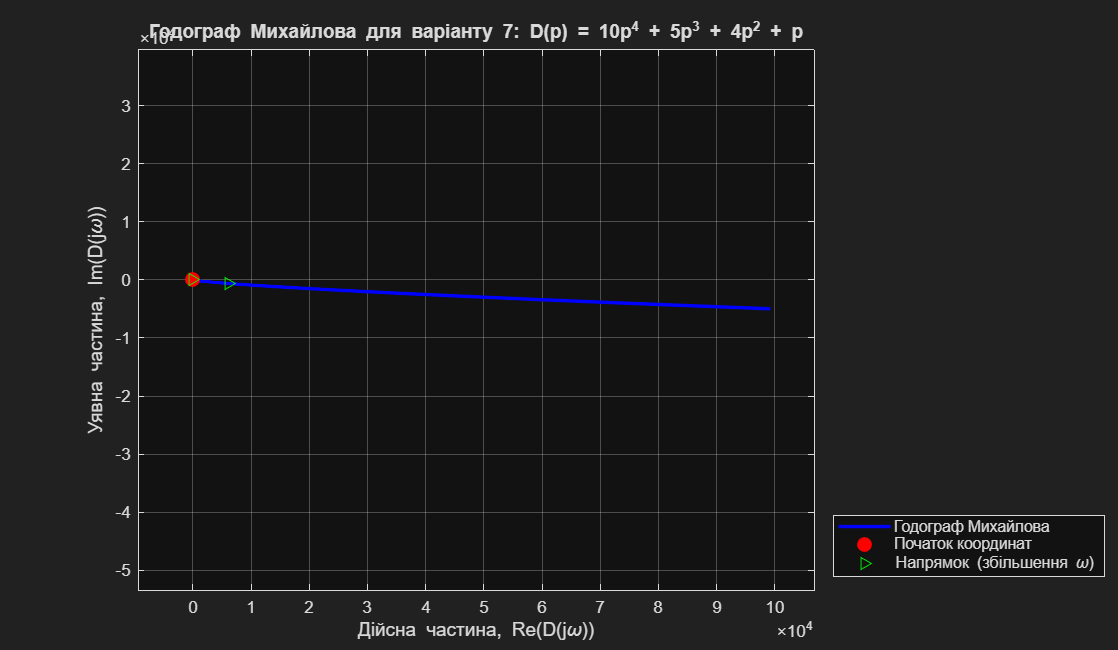 Годограф Михайлова для варіанту 7: D(p) = 10p⁴ + 5p³ + 4p² + p
3
2
1
0
-1
-2
-3
-4
-5
Уявна частина, Im(D(jω))
0 1 2 3 4 5 6 7 8 9 10
×10⁴
Дійсна частина, Re(D(jω))
Годограф Михайлова
Початок координат
Напрямок (збільшення ω)